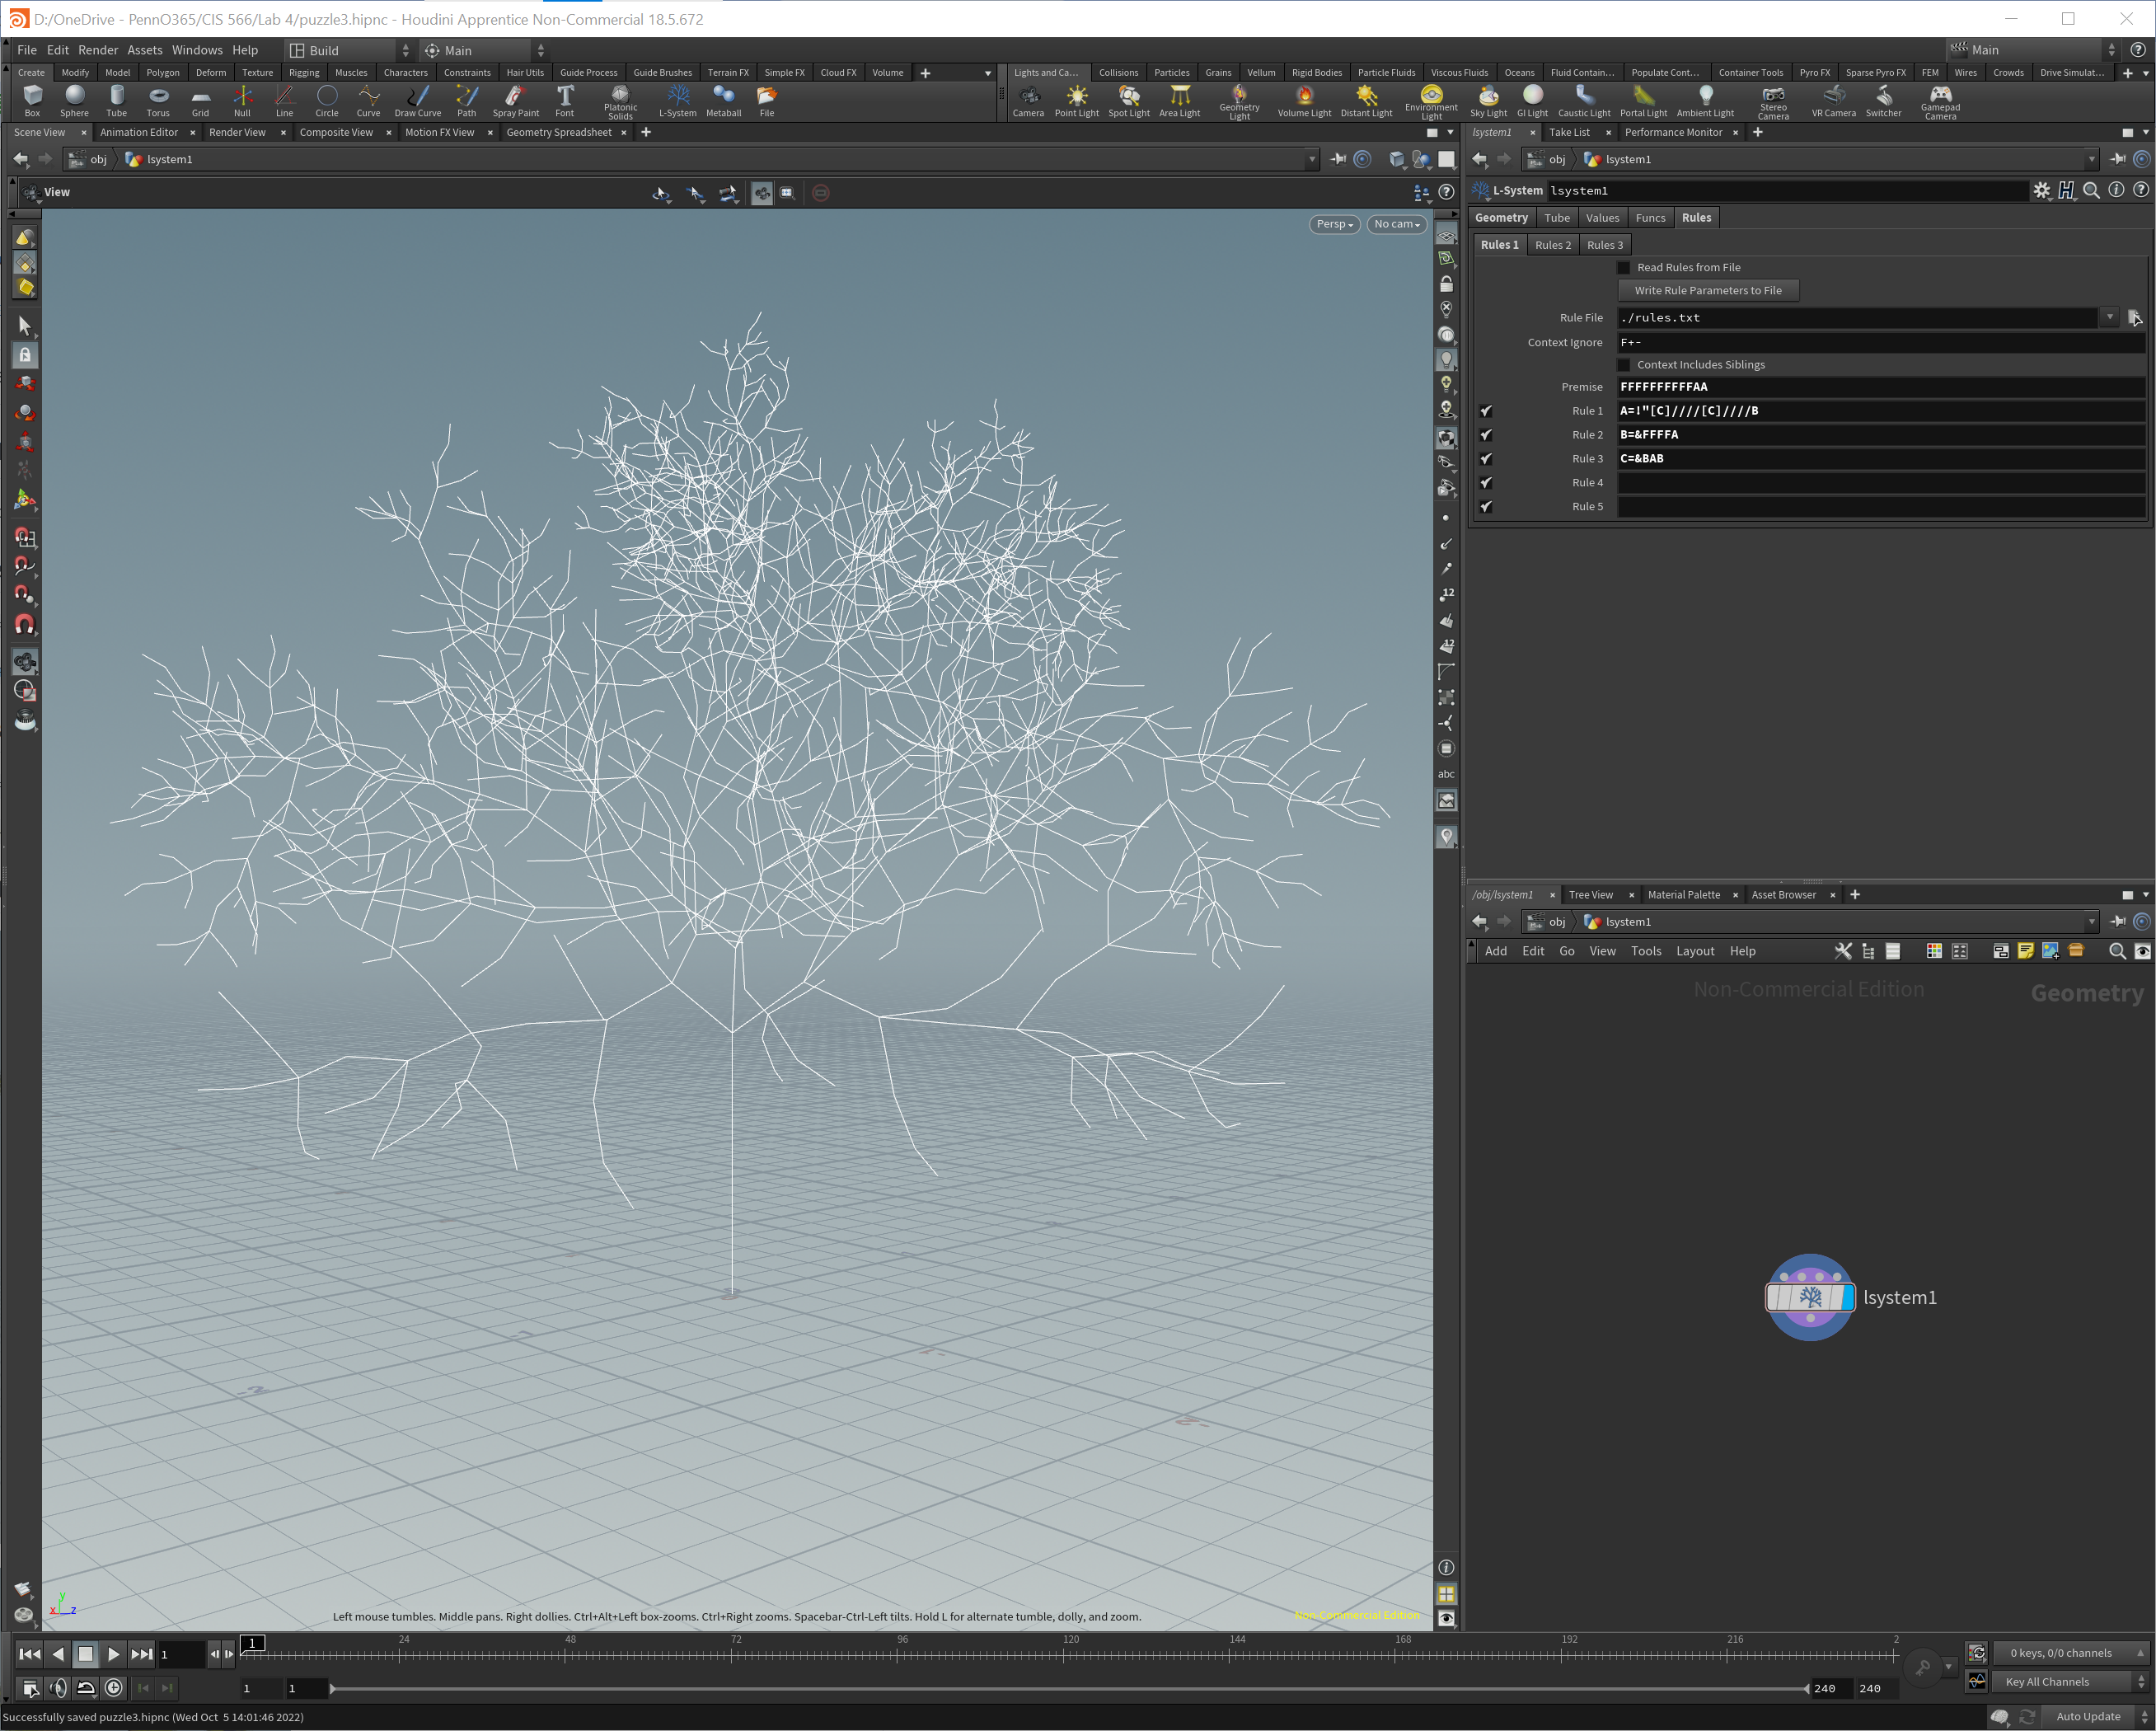 D:/OneDrive - PennO365/CIS 566/Lab 4/puzzle3.hipnc - Houdini Apprentice Non-Commercial 18.5.672
File Edit Render Assets Windows Help Build Main Main
Create Modify Model Polygon Deform Texture Rigging Muscles Characters Constraints Hair Utils Guide Process Guide Brushes Terrain FX Simple FX Cloud FX Volume
Lights and Ca... Collisions Particles Grains Vellum Rigid Bodies Particle Fluids Viscous Fluids Oceans Fluid Contain... Populate Cont... Container Tools Pyro FX Sparse Pyro FX FEM Wires Crowds Drive Simulat...
Box Sphere Tube Torus Grid Null Line Circle Curve Draw Curve Path Spray Paint Font Platonic Solids L-System Metaball File
Camera Point Light Spot Light Area Light Geometry Light Volume Light Distant Light Environment Light Sky Light GI Light Caustic Light Portal Light Ambient Light Stereo Camera VR Camera Switcher Gamepad Camera
Scene View Animation Editor Render View Composite View Motion FX View Geometry Spreadsheet
obj lsystem1
View
Persp No cam
12
12
abc
y
x z
Left mouse tumbles. Middle pans. Right dollies. Ctrl+Alt+Left box-zooms. Ctrl+Right zooms. Spacebar-Ctrl-Left tilts. Hold L for alternate tumble, dolly, and zoom.
Non-Commercial Edition
lsystem1 Take List Performance Monitor
obj lsystem1
L-System lsystem1
Geometry Tube Values Funcs Rules
Rules 1 Rules 2 Rules 3
Read Rules from File
Write Rule Parameters to File
Rule File ./rules.txt
Context Ignore F+-
Context Includes Siblings
Premise FFFFFFFFFFAA
Rule 1 A=!"[C]////[C]////B
Rule 2 B=&FFFFA
Rule 3 C=&BAB
Rule 4
Rule 5
/obj/lsystem1 Tree View Material Palette Asset Browser
obj lsystem1
Add Edit Go View Tools Layout Help
Non-Commercial Edition Geometry
lsystem1
1 1 24 48 72 96 120 144 168 192 216 2
0 keys, 0/0 channels
1 1 240 240
Key All Channels
Successfully saved puzzle3.hipnc (Wed Oct 5 14:01:46 2022)
Auto Update